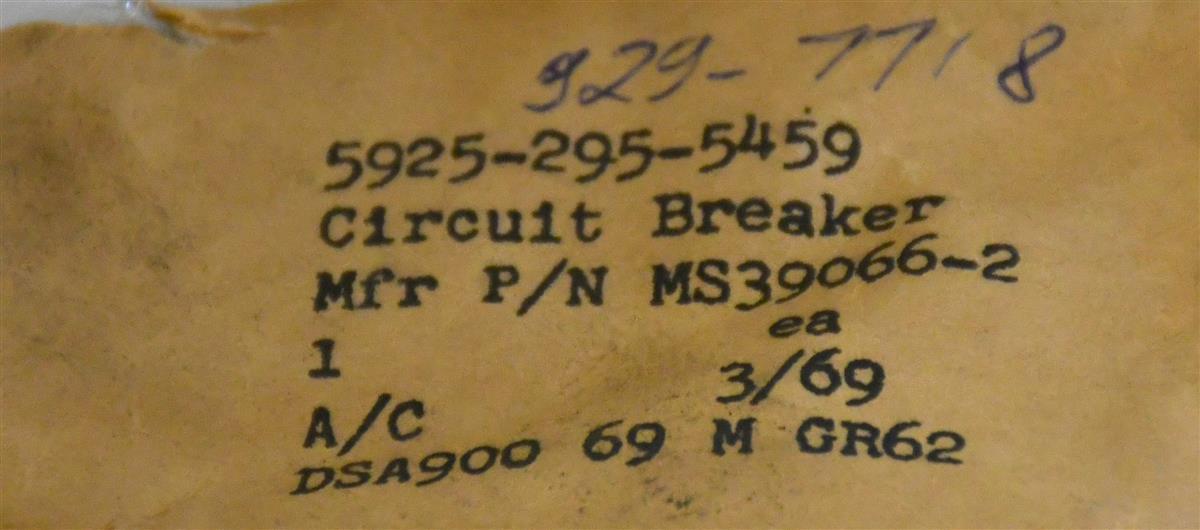 929-7718
5925-295-5459
Circuit Breaker
Mfr P/N MS39066-2
1 ea
A/C 3/69
DSA900 69 M GR62